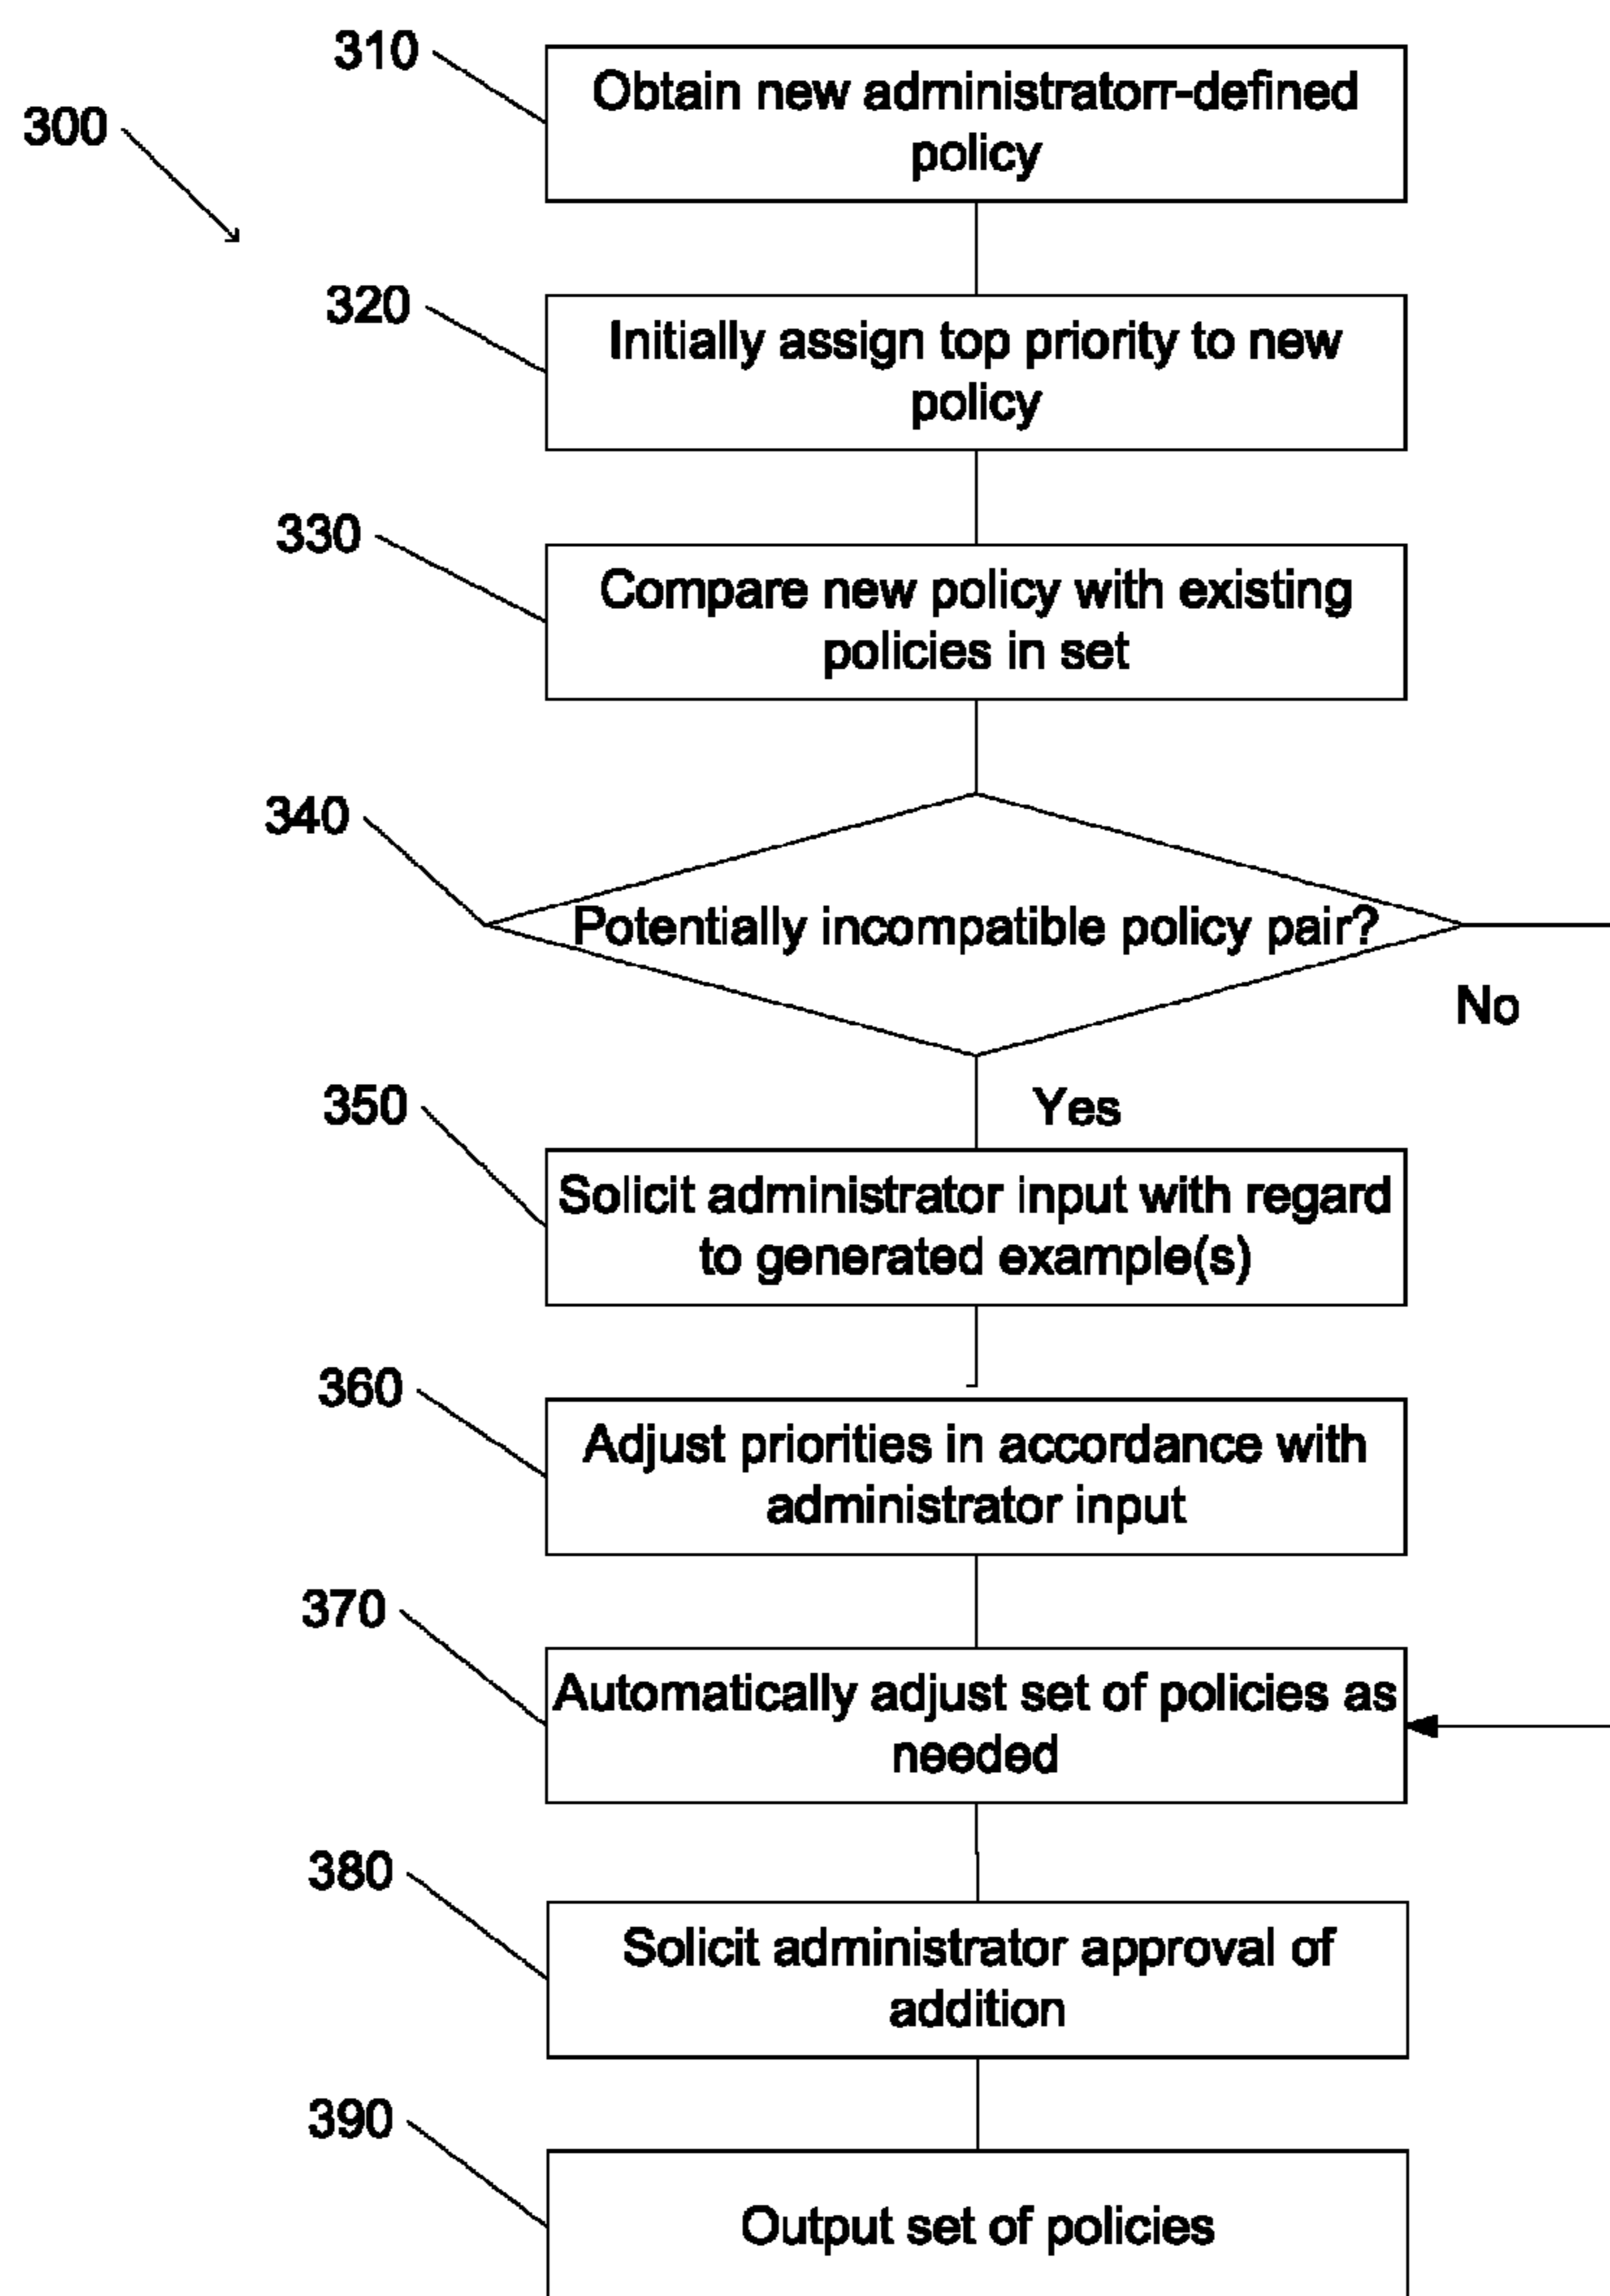 310
Obtain new administratorr-defined
policy
300
320
Initially assign top priority to new
policy
330
Compare new policy with existing
policies in set
340
Potentially incompatible policy pair?
No
350
Yes
Solicit administrator input with regard
to generated example(s)
360
Adjust priorities in accordance with
administrator input
370
Automatically adjust set of policies as
needed
380
Solicit administrator approval of
addition
390
Output set of policies